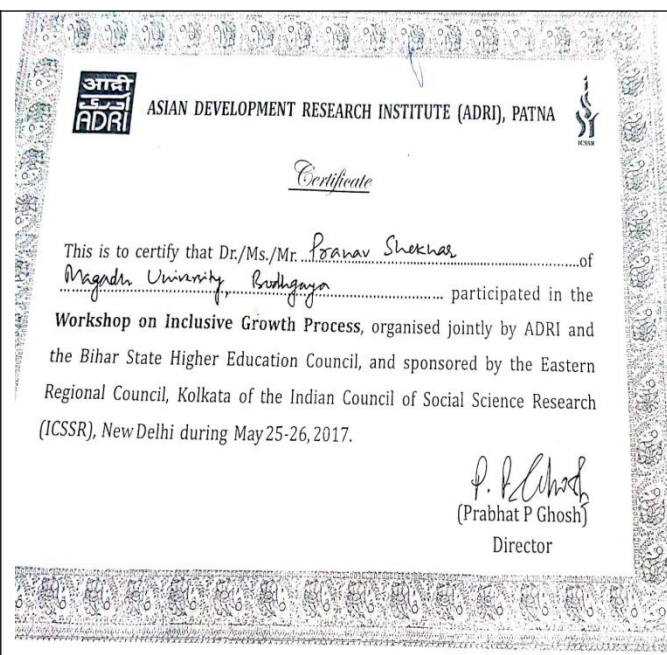 आद्री
ادری
ADRI
ASIAN DEVELOPMENT RESEARCH INSTITUTE (ADRI), PATNA
ICSSR
Certificate
This is to certify that Dr./Ms./Mr. Pranav Shekhar of
Magadh University, Bodhgaya participated in the
Workshop on Inclusive Growth Process, organised jointly by ADRI and
the Bihar State Higher Education Council, and sponsored by the Eastern
Regional Council, Kolkata of the Indian Council of Social Science Research
(ICSSR), New Delhi during May 25-26, 2017.
P. P. Ghosh
(Prabhat P Ghosh)
Director